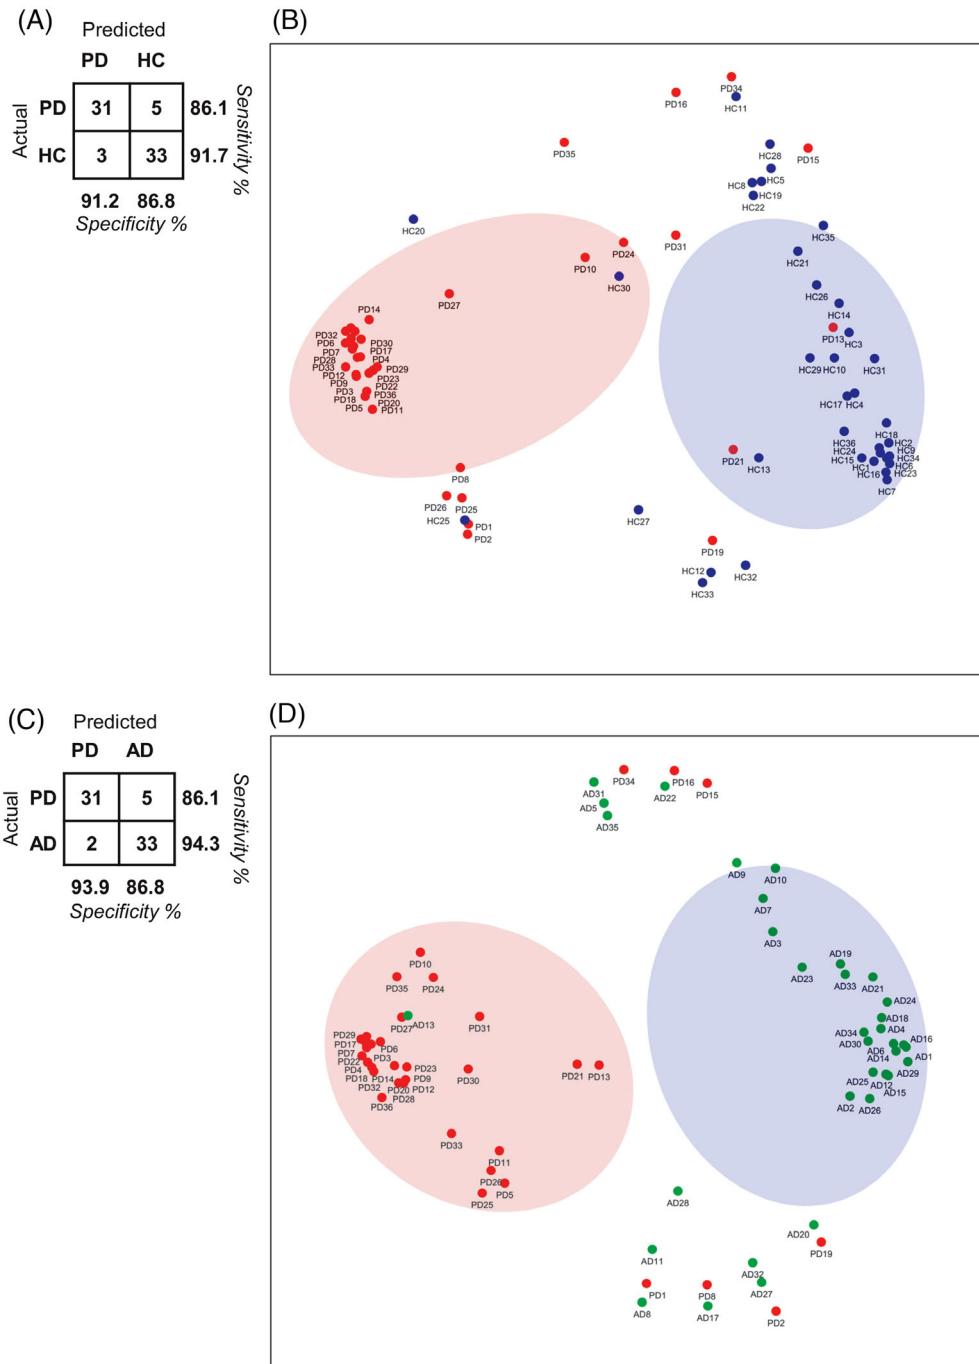 (A)
Predicted
PD HC
Actual
PD 31 5 86.1
HC 3 33 91.7
Sensitivity %
91.2 86.8
Specificity %
(B)
PD34
PD16
HC11
PD35
HC28
PD15
HC5
HC8
HC19
HC22
HC20
HC35
PD31
PD24
HC21
PD10
HC30
HC26
PD27
PD14
HC14
PD32
PD13
PD6
PD30
HC3
PD7
PD17
PD28
PD4
HC29 HC10 HC31
PD33
PD29
PD12
PD23
PD9
PD22
PD3
PD36
PD18
PD20
HC17 HC4
PD5
PD11
HC18
HC36
HC2
HC24
HC9
PD21
HC15
HC34
HC13
HC1
HC6
HC16
HC23
PD8
HC7
PD26
PD25
HC25
PD1
HC27
PD2
PD19
HC12
HC32
HC33
(C)
Predicted
PD AD
Actual
PD 31 5 86.1
AD 2 33 94.3
Sensitivity %
93.9 86.8
Specificity %
(D)
PD34
PD16
AD31
AD22
PD15
AD5
AD35
AD9
AD10
AD7
AD3
AD19
PD10
AD23
AD33
PD35
PD24
AD21
AD24
AD13
PD27
PD31
AD18
PD29
AD34
AD4
PD17
PD6
AD30
AD16
PD7
AD6
PD22
PD3
AD14
AD1
PD4
PD23
PD21 PD13
AD29
PD18
PD14
PD9
PD30
AD25
AD12
PD32
PD20
PD12
AD15
PD36
PD28
AD2
AD26
PD33
PD11
PD26
PD5
PD25
AD28
AD20
PD19
AD11
AD32
PD1
PD8
AD27
AD8
AD17
PD2